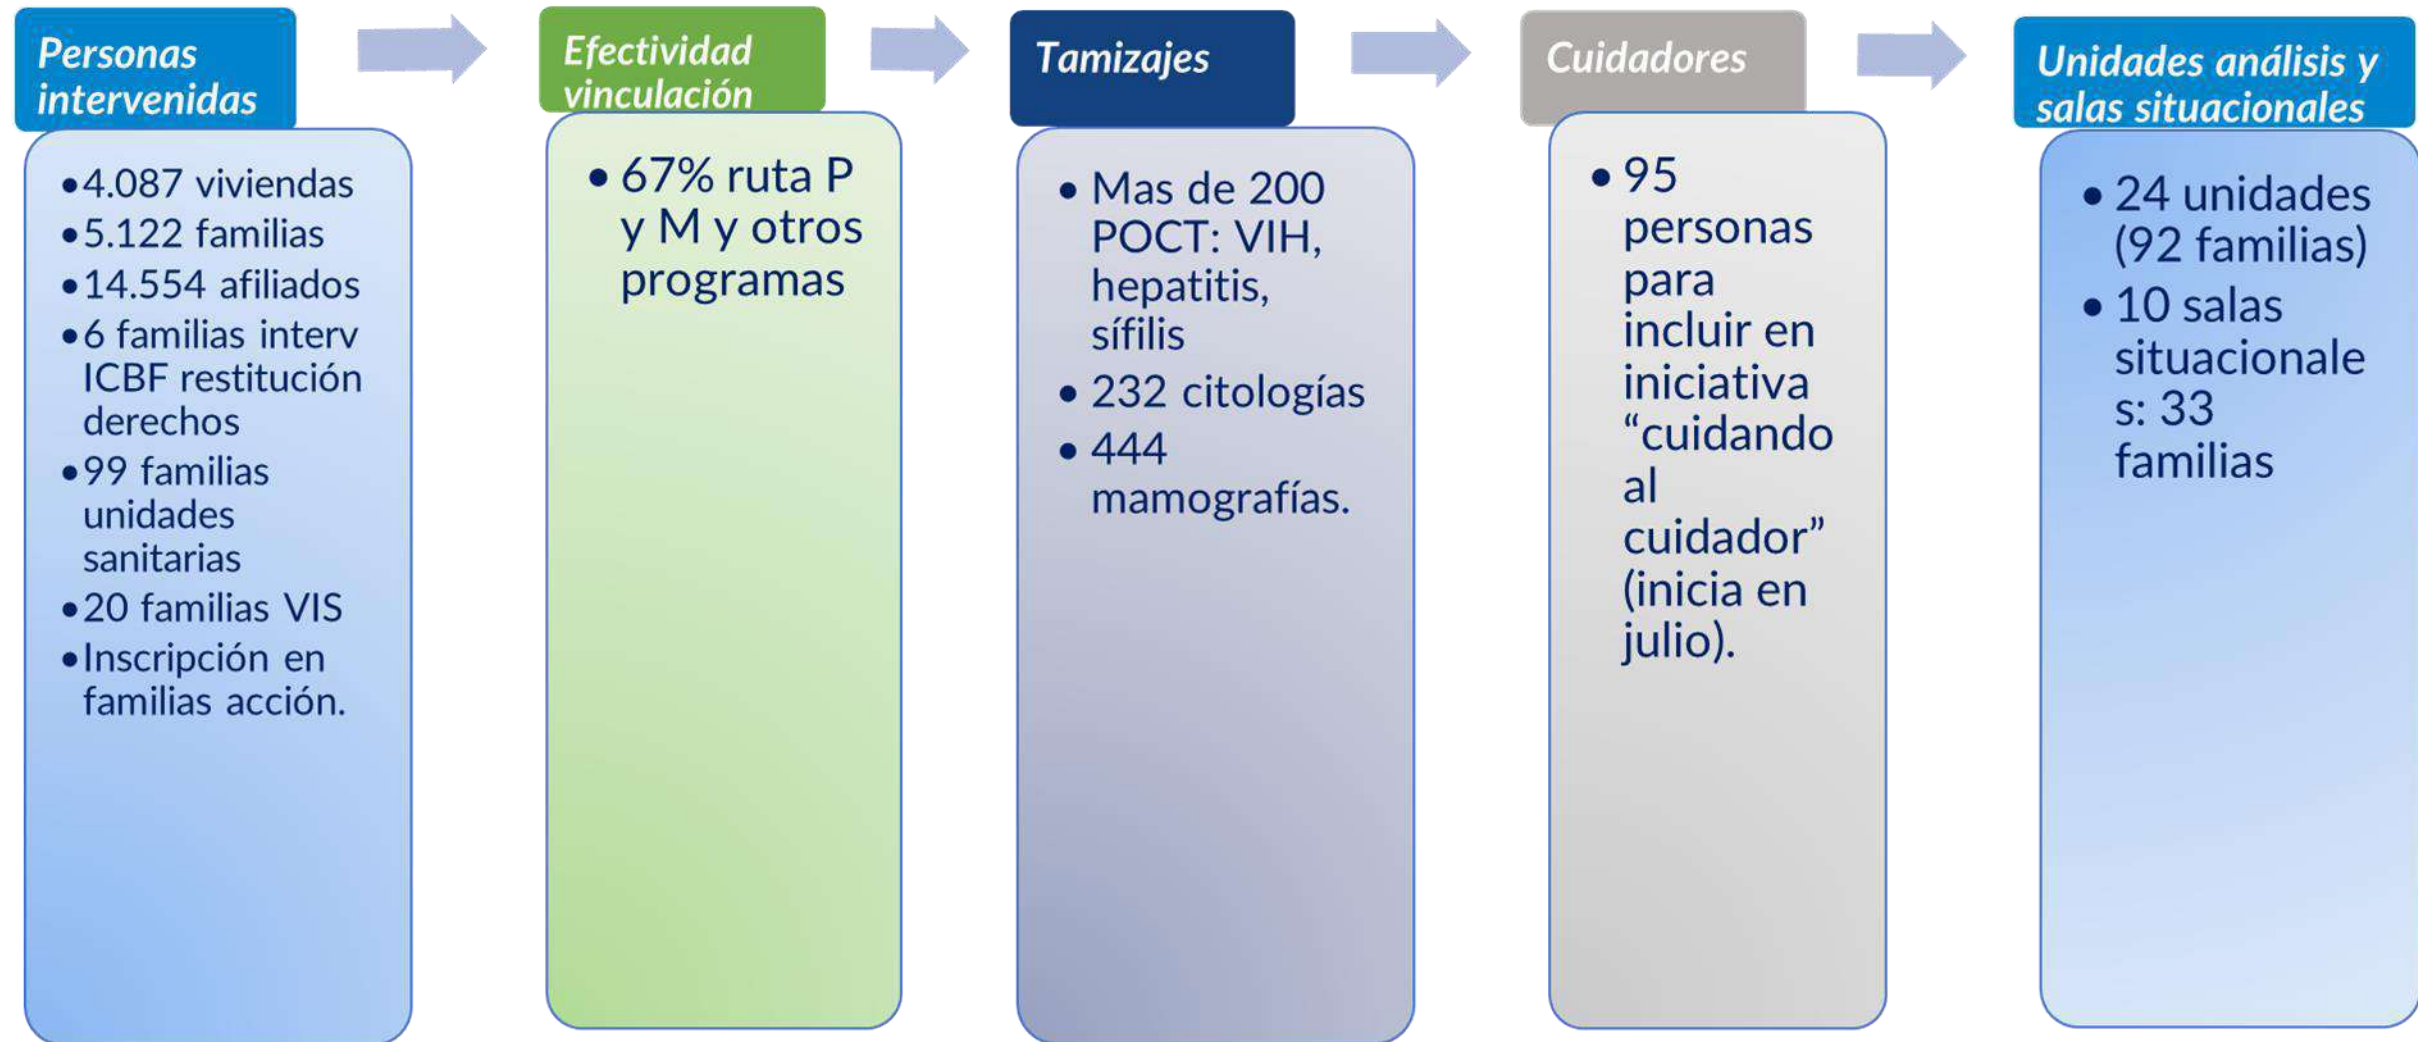 Personas
intervenidas
•4.087 viviendas
•5.122 familias
•14.554 afiliados
•6 familias interv
ICBF restitución
derechos
•99 familias
unidades
sanitarias
•20 familias VIS
•Inscripción en
familias acción.
Efectividad
vinculación
• 67% ruta P
y M y otros
programas
Tamizajes
• Mas de 200
POCT: VIH,
hepatitis,
sífilis
• 232 citologías
• 444
mamografías.
Cuidadores
• 95
personas
para
incluir en
iniciativa
“cuidando
al
cuidador”
(inicia en
julio).
Unidades análisis y
salas situacionales
• 24 unidades
(92 familias)
• 10 salas
situacionale
s: 33
familias